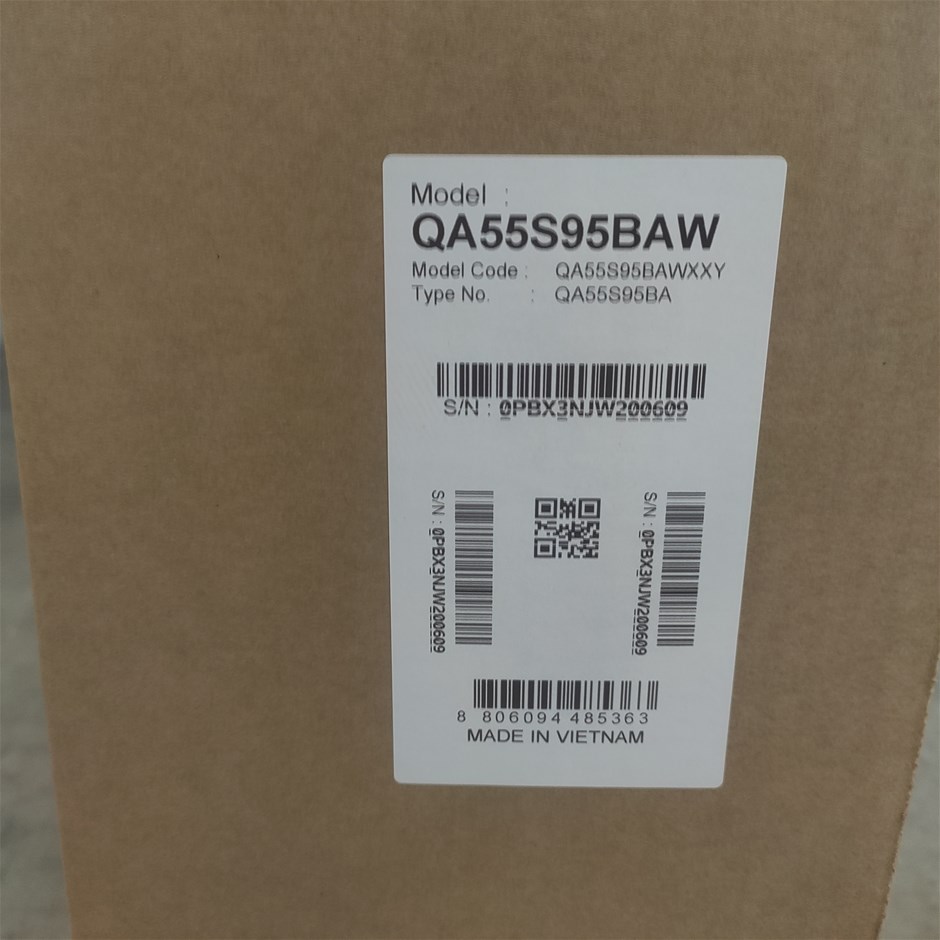 Model :
QA55S95BAW
Model Code : QA55S95BAWXXY
Type No. : QA55S95BA
S/N : 0PBX3NJW200609
S/N : 0PBX3NJW200609
S/N : 0PBX3NJW200609
8 806094 485363
MADE IN VIETNAM